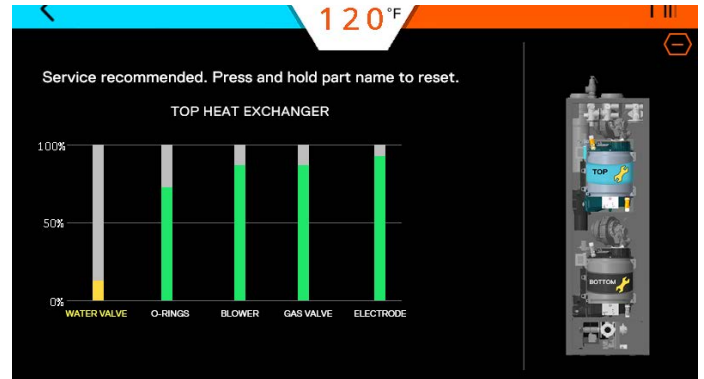 120°F
Service recommended. Press and hold part name to reset.
TOP HEAT EXCHANGER
100%
50%
0%
WATER VALVE O-RINGS BLOWER GAS VALVE ELECTRODE
TOP
BOTTOM